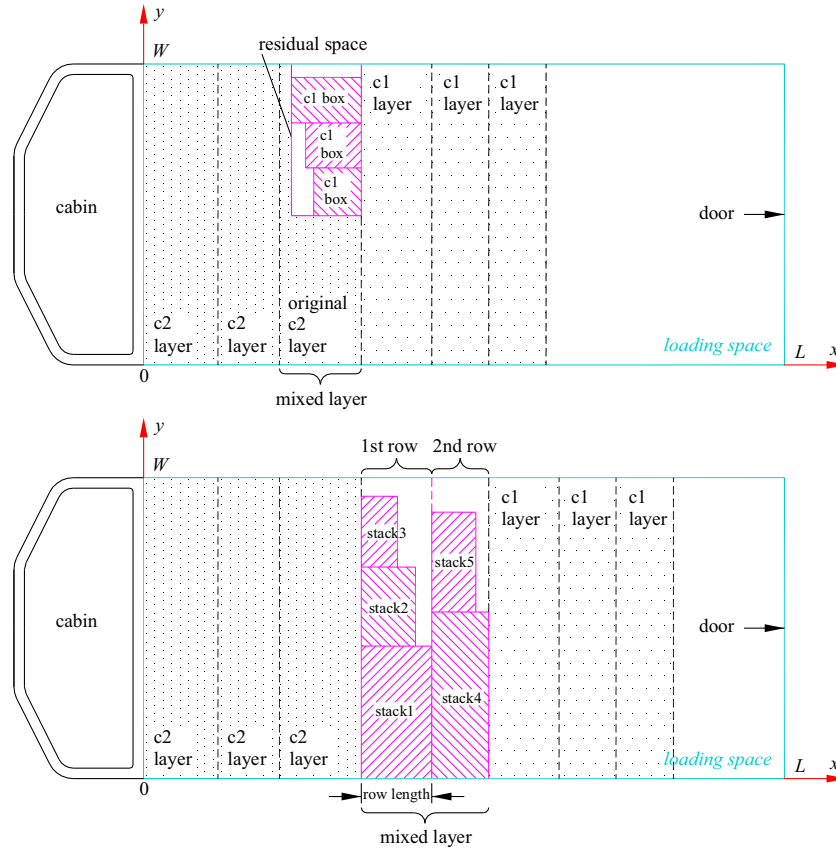 y
W
residual space
c1 box
c1
box
c1
box
c1
layer
c1
layer
c1
layer
cabin
door
original
c2
layer
c2
layer
c2
layer
loading space
L
x
0
mixed layer
y
W
1st row
2nd row
c1
layer
c1
layer
c1
layer
stack3
stack5
stack2
cabin
door
stack1
stack4
c2
layer
c2
layer
c2
layer
loading space
L
x
0
row length
mixed layer